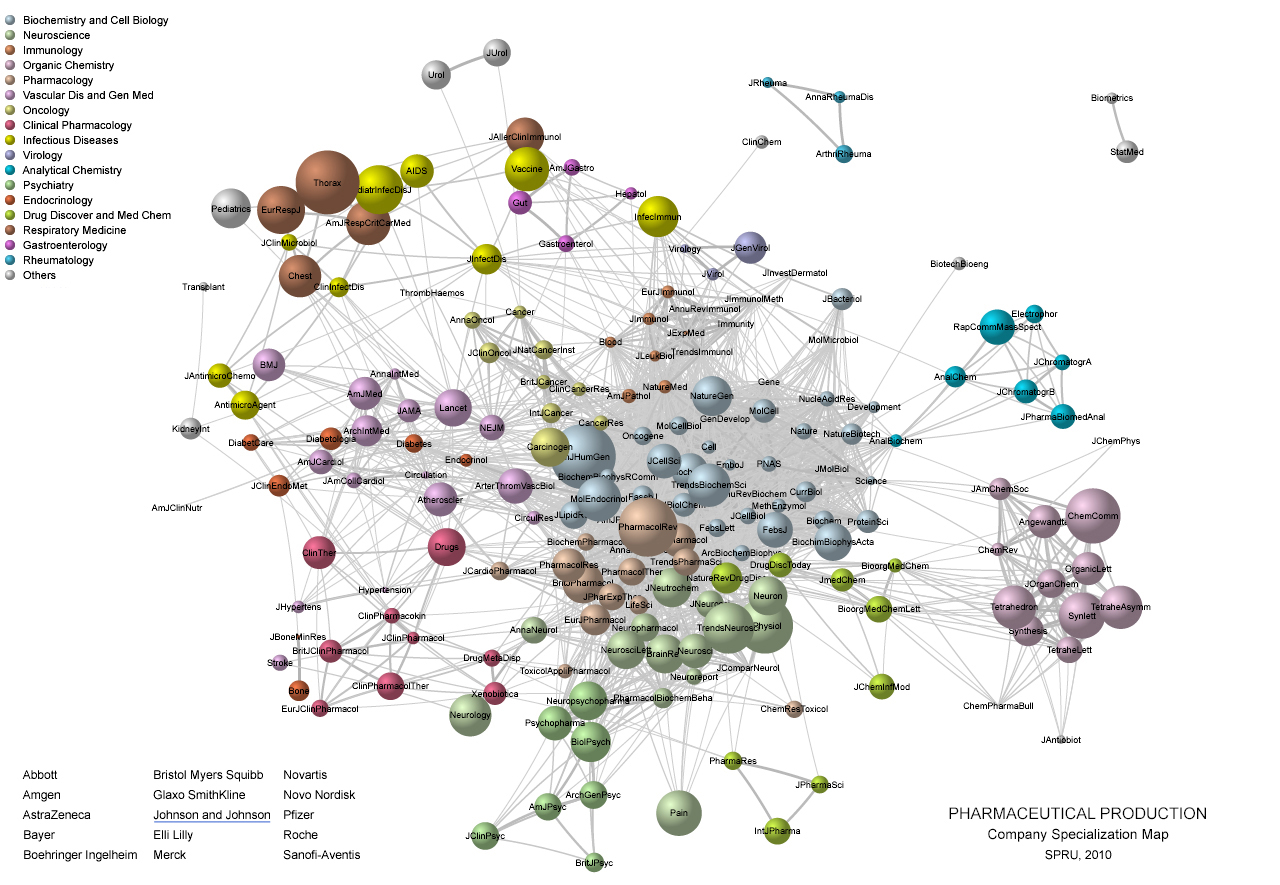 Biochemistry and Cell Biology
Neuroscience
Immunology
Organic Chemistry
Pharmacology
Vascular Dis and Gen Med
Oncology
Clinical Pharmacology
Infectious Diseases
Virology
Analytical Chemistry
Psychiatry
Endocrinology
Drug Discover and Med Chem
Respiratory Medicine
Gastroenterology
Rheumatology
Others
JUrol
Urol
JRheuma
AnnaRheumaDis
ArthriRheuma
Biometrics
StatMed
ClinChem
JAllerClinImmunol
Vaccine
AmJGastro
AIDS
Thorax
diatrInfecDisJ
Hepatol
Gut
Pediatrics
EurRespJ
AmJRespCritCarMed
InfecImmun
JClinMicrobiol
Gastroenterol
Virology
JGenVirol
JInfectDis
BiotechBioeng
Chest
ClinInfectDis
JVirol
JInvestDermatol
Transplant
ThrombHaemos
EurJImmunol
JImmunolMeth
JBacteriol
AnnuRevImmunol
Cancer
AnnaOncol
JImmunol
Immunity
Electrophor
RapCommMassSpect
JExpMed
Blood
MolMicrobiol
JClinOncol
JNatCancerInst
JLeukBiol
TrendsImmunol
JChromatogrA
BMJ
JAntimicroChemo
AnnaIntMed
BritJCancer
ClinCancerRes
NatureMed
Gene
AnalChem
JChromatogrB
AmJMed
AmJPathol
NatureGen
NucleAcidRes
AntimicroAgent
JAMA
Lancet
IntJCancer
MolCell
Development
JPharmaBiomedAnal
CancerRes
GenDevelop
KidneyInt
ArchIntMed
NEJM
MolCellBiol
Nature
NatureBiotech
DiabetCare
Diabetologia
Diabetes
Oncogene
AnalBiochem
JChemPhys
Carcinogen
Cell
JHumGen
AmJCardiol
Endocrinol
JCellSci
EmboJ
PNAS
JMolBiol
Circulation
BiochemBiophysRComm
JAmCollCardiol
JClinEndoMet
ArterThromVascBiol
TrendsBiochemSci
Science
JAmChemSoc
CurrBiol
Atheroscler
MolEndocrinol
AmJClinNutr
MethEnzymol
CirculRes
JCellBiol
Biochem
ProteinSci
Angewandte
ChemComm
PharmacolRev
FebsLett
FebsJ
BiochemPharmacol
BiochimBiophysActa
Drugs
ClinTher
ArcBiochemBiophys
ChemRev
TrendsPharmaSci
PharmacolRes
DrugDiscToday
BioorgMedChem
OrganicLett
JCardioPharmacol
PharmacolTher
NatureRevDrugDisc
JmedChem
JOrganChem
Hypertension
JNeutrochem
Neuron
JPharExpTher
LifeSci
JHypertens
BioorgMedChemLett
Tetrahedron
TetraheAsymm
ClinPharmacokin
EurJPharmacol
Synlett
AnnaNeurol
Neuropharmacol
TrendsNeurosci
Physiol
Synthesis
JBoneMinRes
JClinPharmacol
BritJClinPharmacol
NeurosciLett
BrainRe
Neurosci
TetraheLett
Stroke
DrugMetaDisp
JComparNeurol
ToxicolAppliPharmacol
Neuroreport
Bone
ClinPharmacolTher
Xenobiotica
JChemInfMod
Neuropsychopharma
PharmacolBiochemBeha
EurJClinPharmacol
ChemPharmaBull
Neurology
ChemResToxicol
Psychopharma
BiolPsych
JAntibiot
PharmaRes
JPharmaSci
ArchGenPsyc
AmJPsyc
Pain
IntJPharma
JClinPsyc
BritJPsyc
Abbott
Amgen
AstraZeneca
Bayer
Boehringer Ingelheim
Bristol Myers Squibb
Glaxo SmithKline
Johnson and Johnson
Elli Lilly
Merck
Novartis
Novo Nordisk
Pfizer
Roche
Sanofi-Aventis
PHARMACEUTICAL PRODUCTION
Company Specialization Map
SPRU, 2010